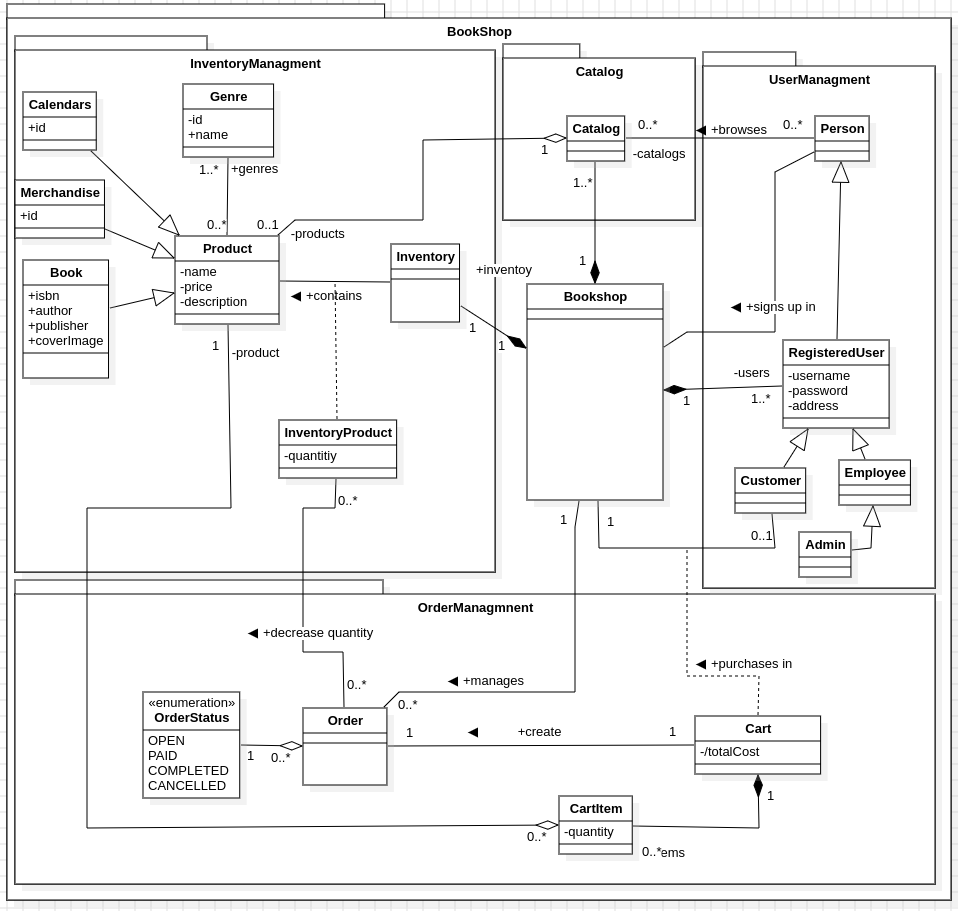 BookShop
InventoryManagment
Calendars
+id
Genre
-id
+name
1..*
+genres
Merchandise
+id
0..*
0..1
-products
Product
-name
-price
-description
Book
+isbn
+author
+publisher
+coverImage
Inventory
+contains
1
-product
InventoryProduct
-quantitiy
0..*
Catalog
Catalog
1
0..*
-catalogs
1..*
1
+inventoy
1
1
Bookshop
UserManagment
+browses
0..*
Person
+signs up in
RegisteredUser
-username
-password
-address
-users
1
1..*
Customer
Employee
0..1
Admin
1
1
OrderManagmnent
+decrease quantity
0..*
+manages
0..*
+purchases in
«enumeration»
OrderStatus
OPEN
PAID
COMPLETED
CANCELLED
1
0..*
Order
1
+create
1
Cart
-/totalCost
1
CartItem
-quantity
0..*
0..*ems